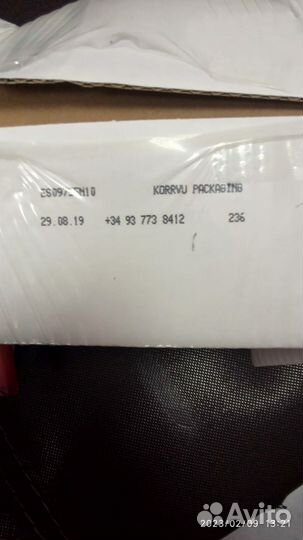 KORRVU PACKAGING
29.08.19 +34 93 773 8412 236
2023/02/09 13:21
Avito